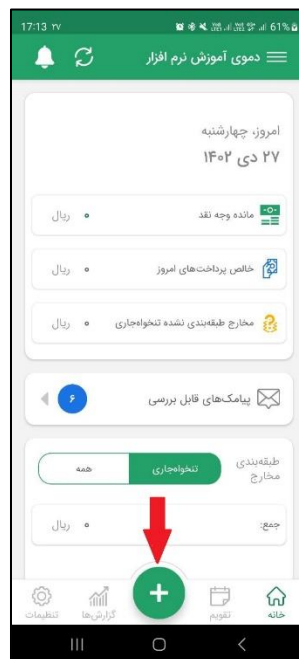 17:13 ۲۷
61%
دموی آموزش نرم افزار
امروز، چهارشنبه
۲۷ دی ۱۴۰۲
مانده وجه نقد ۰ ریال
خالص پرداخت‌های امروز ۰ ریال
مخارج طبقه‌بندی نشده تنخواه‌جاری ۰ ریال
پیامک‌های قابل بررسی ۶
طبقه‌بندی مخارج
تنخواه‌جاری همه
جمع: ۰ ریال
خانه تقویم گزارش‌ها تنظیمات